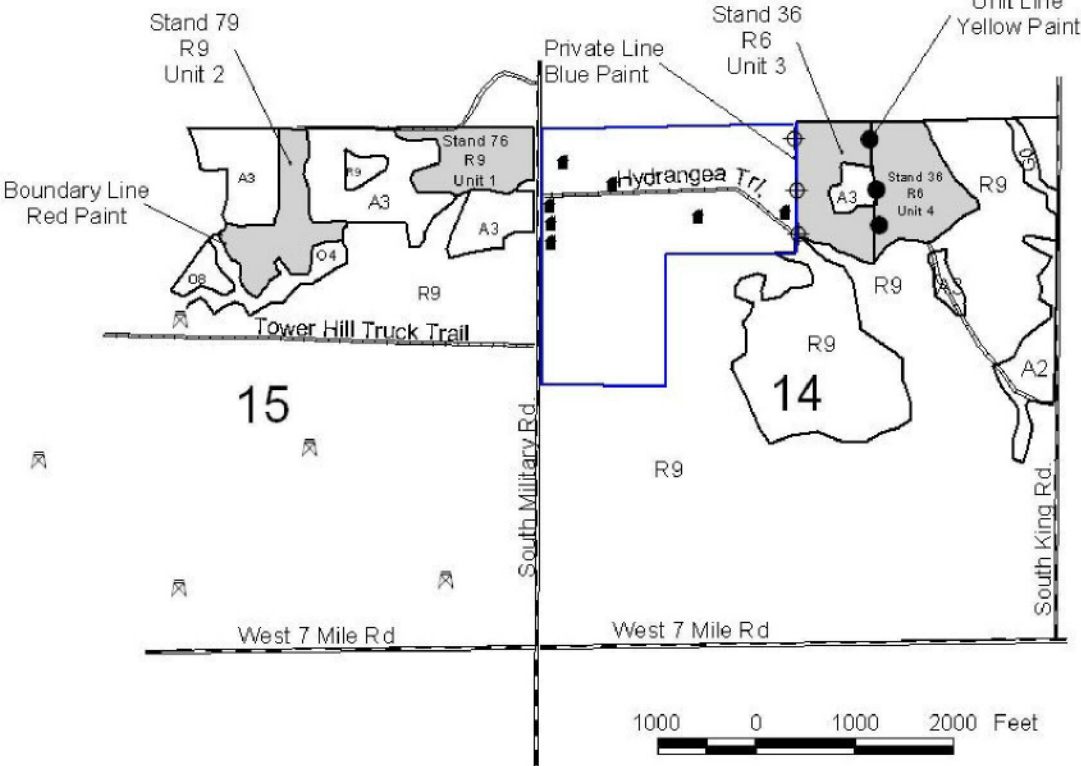 Stand 79
R9
Unit 2
Stand 36
R6
Unit 3
Unit Line
Yellow Paint
Private Line
Blue Paint
Boundary Line
Red Paint
A3
R9
A3
Stand 76
R9
Unit 1
A3
O8
O4
R9
Hydrangea Trl.
A3
Stand 36
R6
Unit 4
R9
G0
R9
A3
A2
R9
Tower Hill Truck Trail
15
14
R9
South Military Rd.
South King Rd.
West 7 Mile Rd
West 7 Mile Rd
1000 0 1000 2000 Feet